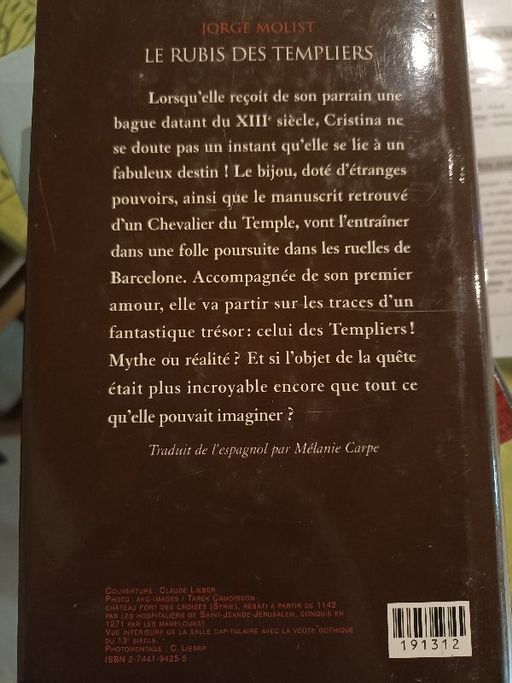 JORGE MOLIST
LE RUBIS DES TEMPLIERS
Lorsqu'elle reçoit de son parrain une
bague datant du XIIIe siècle, Cristina ne
se doute pas un instant qu'elle se lie à un
fabuleux destin ! Le bijou, doté d'étranges
pouvoirs, ainsi que le manuscrit retrouvé
d'un Chevalier du Temple, vont l'entraîner
dans une folle poursuite dans les ruelles de
Barcelone. Accompagnée de son premier
amour, elle va partir sur les traces d'un
fantastique trésor : celui des Templiers !
Mythe ou réalité ? Et si l'objet de la quête
était plus incroyable encore que tout ce
qu'elle pouvait imaginer ?
Traduit de l'espagnol par Mélanie Carpe
COUVERTURE : CLAUDE LIEBER
PHOTO : AKG-IMAGES / TAREK CAMOISSON
CHÂTEAU FORT DES CROISÉS (SYRIE), REBÂTI À PARTIR DE 1142
PAR LES HOSPITALIERS DE SAINT-JEANDE-JÉRUSALEM, CONQUIS EN
1271 PAR LES MAMELOUKS)
VUE INTÉRIEURE DE LA SALLE CAPITULAIRE AVEC LA VOÛTE GOTHIQUE
DU 13E SIÈCLE.
PHOTOMONTAGE : C. LIEBER
ISBN 2-7441-9425-5
191312